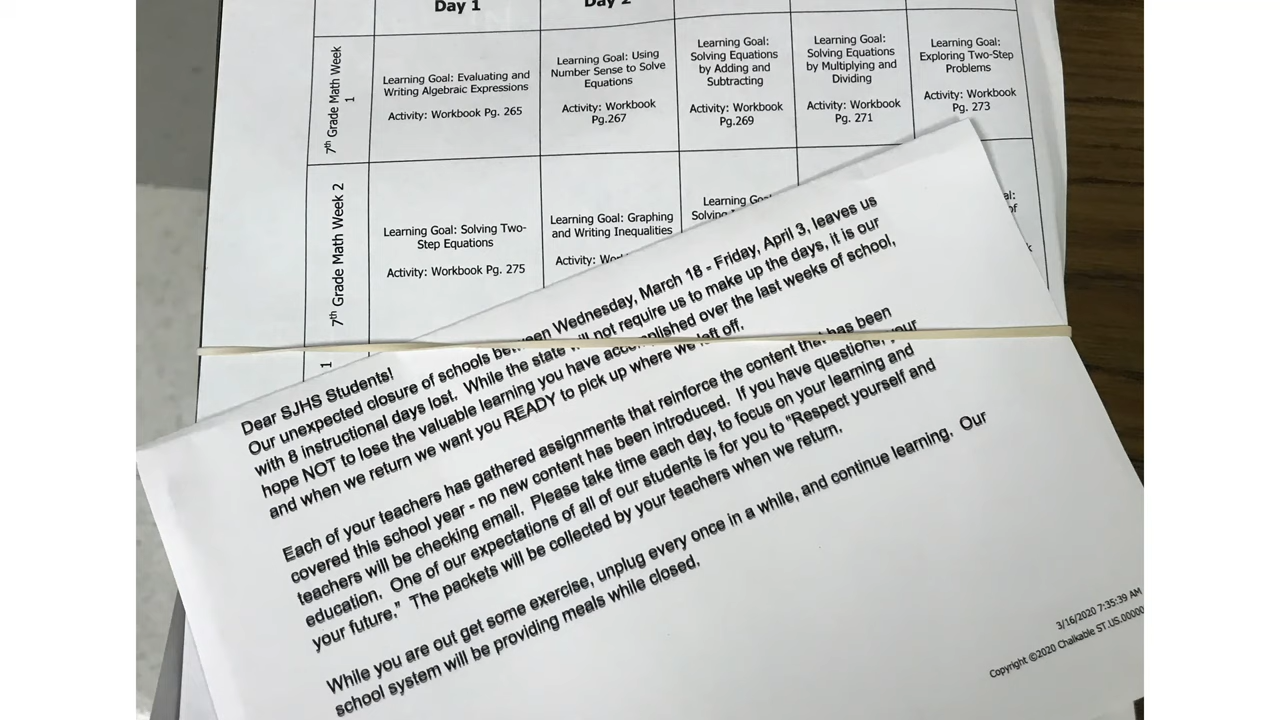 Day 1
Day 2
7th Grade Math Week
1
Learning Goal: Evaluating and
Writing Algebraic Expressions
Activity: Workbook Pg. 265
Learning Goal: Using
Number Sense to Solve
Equations
Activity: Workbook
Pg.267
Learning Goal:
Solving Equations
by Adding and
Subtracting
Activity: Workbook
Pg.269
Learning Goal:
Solving Equations
by Multiplying and
Dividing
Activity: Workbook
Pg. 271
Learning Goal:
Exploring Two-Step
Problems
Activity: Workbook
Pg. 273
7th Grade Math Week 2
Learning Goal: Solving Two-
Step Equations
Activity: Workbook Pg. 275
Learning Goal: Graphing
and Writing Inequalities
Activity:
Learning
1
Dear SJHS Students!
Our unexpected closure of schools between Wednesday, March 18 - Friday, April 3, leaves us
with 8 instructional days lost. While the state will not require us to make up the days, it is our
hope NOT to lose the valuable learning you have accomplished over the last weeks of school,
and when we return we want you READY to pick up where we left off.
Each of your teachers has gathered assignments that reinforce the content that has been
covered this school year - no new content has been introduced. If you have questions, your
teachers will be checking email. Please take time each day, to focus on your learning and
education. One of our expectations of all of our students is for you to "Respect yourself and
your future." The packets will be collected by your teachers when we return.
While you are out get some exercise, unplug every once in a while, and continue learning. Our
school system will be providing meals while closed.
3/16/2020 7:35:39 AM
Copyright ©2020 Chalkable ST.US.00000